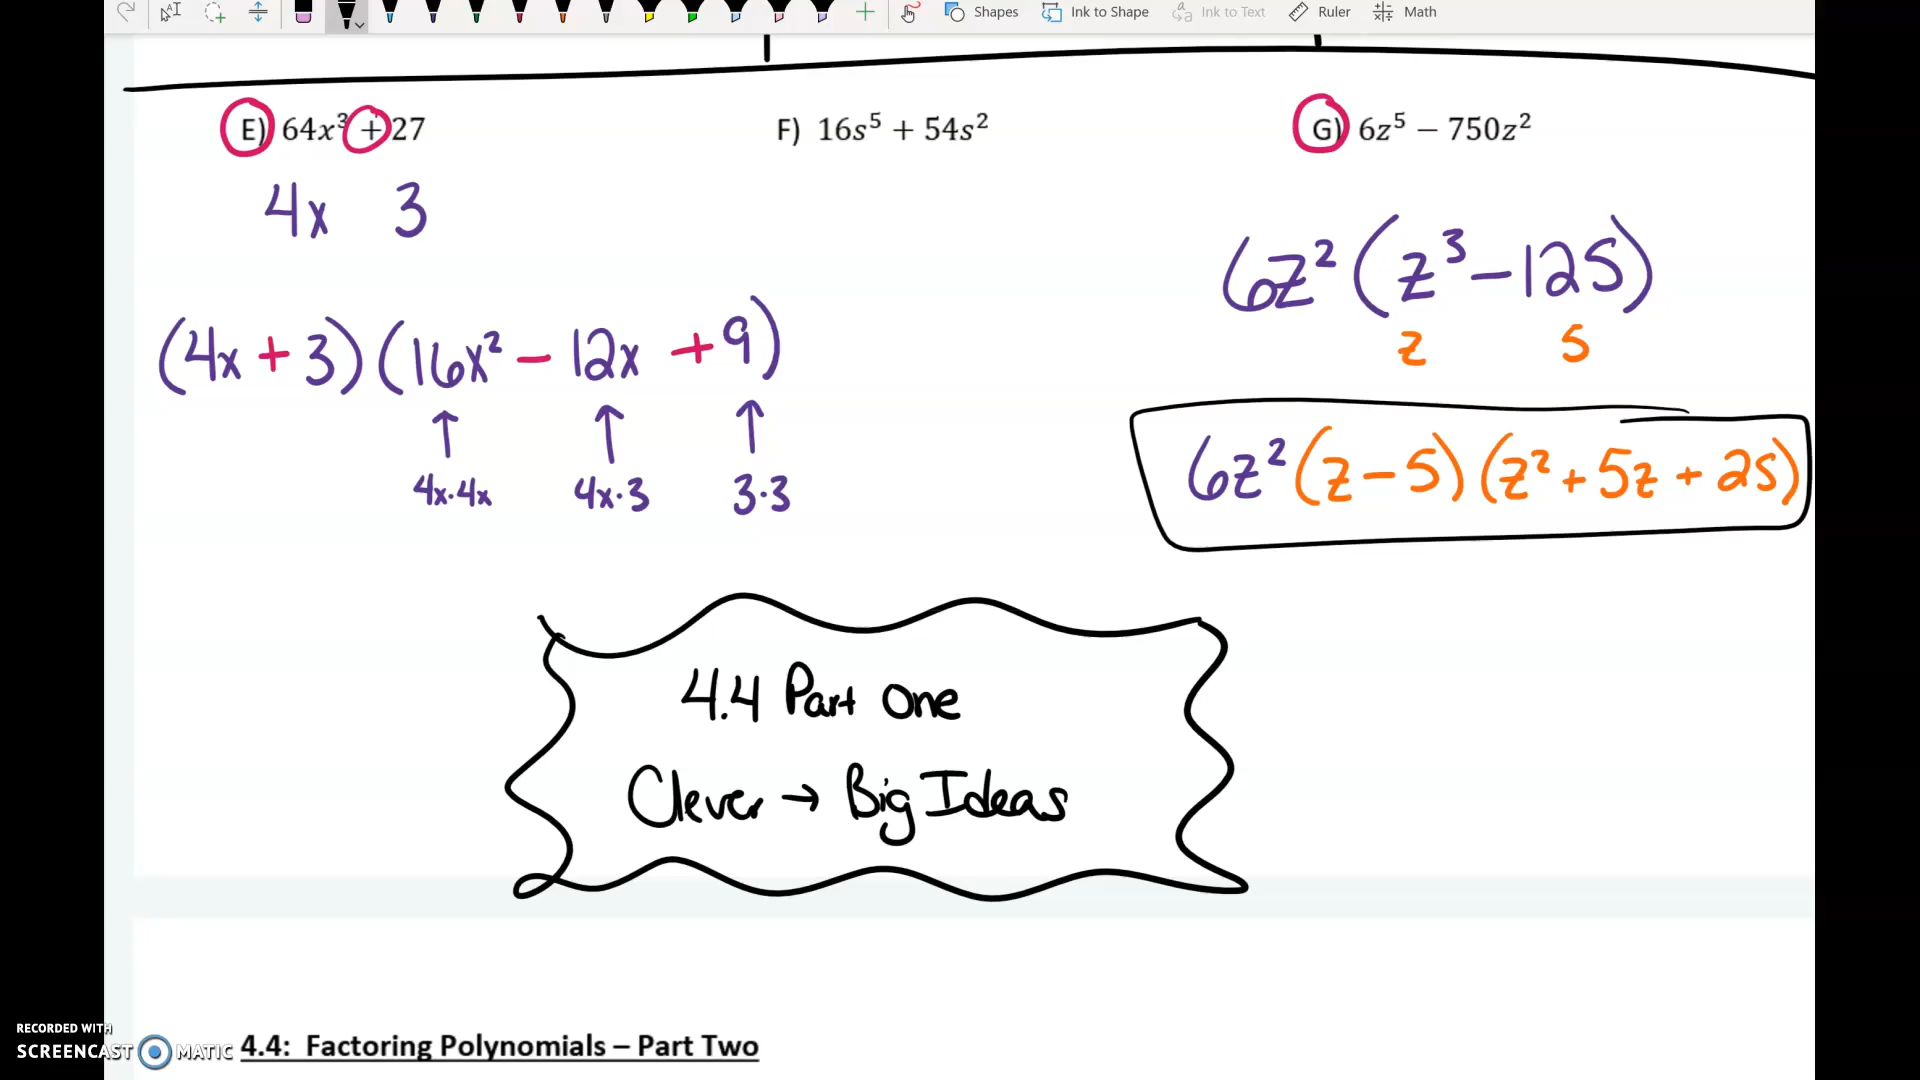 Shapes Ink to Shape Ink to Text Ruler Math
E) 64x³ + 27
F) 16s⁵ + 54s²
G) 6z⁵ − 750z²
4x 3
6z²(z³ − 125)
z 5
(4x + 3)(16x² − 12x + 9)
4x·4x 4x·3 3·3
6z²(z − 5)(z² + 5z + 25)
4.4 Part One
Clever → Big Ideas
RECORDED WITH
SCREENCAST MATIC
4.4: Factoring Polynomials – Part Two